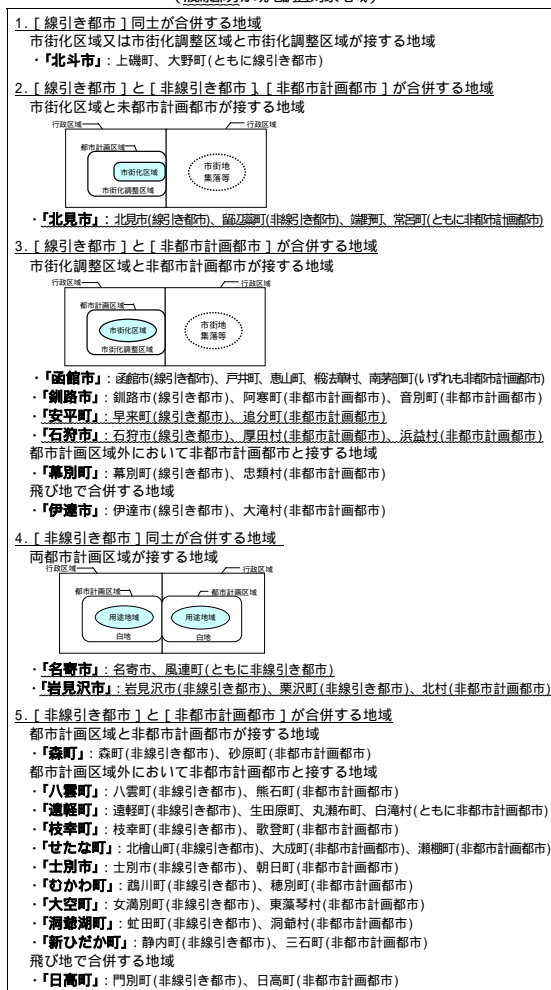 1.[線引き都市]同士が合併する地域
市街化区域又は市街化調整区域と市街化調整区域が接する地域
・「北斗市」：上磯町、大野町(ともに線引き都市)
2.[線引き都市]と[非線引き都市]、[非都市計画都市]が合併する地域
市街化区域と未都市計画都市が接する地域
行政区域
行政区域
都市計画区域
市街化区域
市街化調整区域
市街地
集落等
・「北見市」：北見市(線引き都市)、留辺蘂町(非線引き都市)、端野町、常呂町(ともに非都市計画都市)
3.[線引き都市]と[非都市計画都市]が合併する地域
市街化調整区域と非都市計画都市が接する地域
行政区域
行政区域
都市計画区域
市街化区域
市街化調整区域
市街地
集落等
・「函館市」：函館市(線引き都市)、戸井町、恵山町、椴法華村、南茅部町(いずれも非都市計画都市)
・「釧路市」：釧路市(線引き都市)、阿寒町(非都市計画都市)、音別町(非都市計画都市)
・「安平町」：早来町(線引き都市)、追分町(非都市計画都市)
・「石狩市」：石狩市(線引き都市)、厚田村(非都市計画都市)、浜益村(非都市計画都市)
都市計画区域外において非都市計画都市と接する地域
・「幕別町」：幕別町(線引き都市)、忠類村(非都市計画都市)
飛び地で合併する地域
・「伊達市」：伊達市(線引き都市)、大滝村(非都市計画都市)
4.[非線引き都市]同士が合併する地域
両都市計画区域が接する地域
行政区域
行政区域
都市計画区域
都市計画区域
用途地域
用途地域
白地
白地
・「名寄市」：名寄市、風連町(ともに非線引き都市)
・「岩見沢市」：岩見沢市(非線引き都市)、栗沢町(非線引き都市)、北村(非都市計画都市)
5.[非線引き都市]と[非都市計画都市]が合併する地域
都市計画区域と非都市計画都市が接する地域
・「森町」：森町(非線引き都市)、砂原町(非都市計画都市)
都市計画区域外において非都市計画都市と接する地域
・「八雲町」：八雲町(非線引き都市)、熊石町(非都市計画都市)
・「遠軽町」：遠軽町(非線引き都市)、生田原町、丸瀬布町、白滝村(ともに非都市計画都市)
・「枝幸町」：枝幸町(非線引き都市)、歌登町(非都市計画都市)
・「せたな町」：北檜山町(非線引き都市)、大成町(非都市計画都市)、瀬棚町(非都市計画都市)
・「士別市」：士別市(非線引き都市)、朝日町(非都市計画都市)
・「むかわ町」：鵡川町(非線引き都市)、穂別町(非都市計画都市)
・「大空町」：女満別町(非線引き都市)、東藻琴村(非都市計画都市)
・「洞爺湖町」：虻田町(非線引き都市)、洞爺村(非都市計画都市)
・「新ひだか町」：静内町(非線引き都市)、三石町(非都市計画都市)
飛び地で合併する地域
・「日高町」：門別町(非線引き都市)、日高町(非都市計画都市)